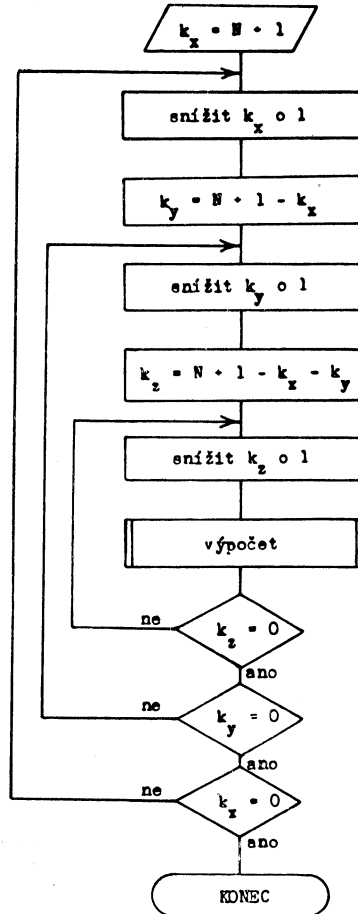 k_x = N + 1
snížit k_x o 1
k_y = N + 1 - k_x
snížit k_y o 1
k_z = N + 1 - k_x - k_y
snížit k_z o 1
výpočet
ne
k_z = 0
ano
ne
k_y = 0
ano
ne
k_x = 0
ano
KONEC